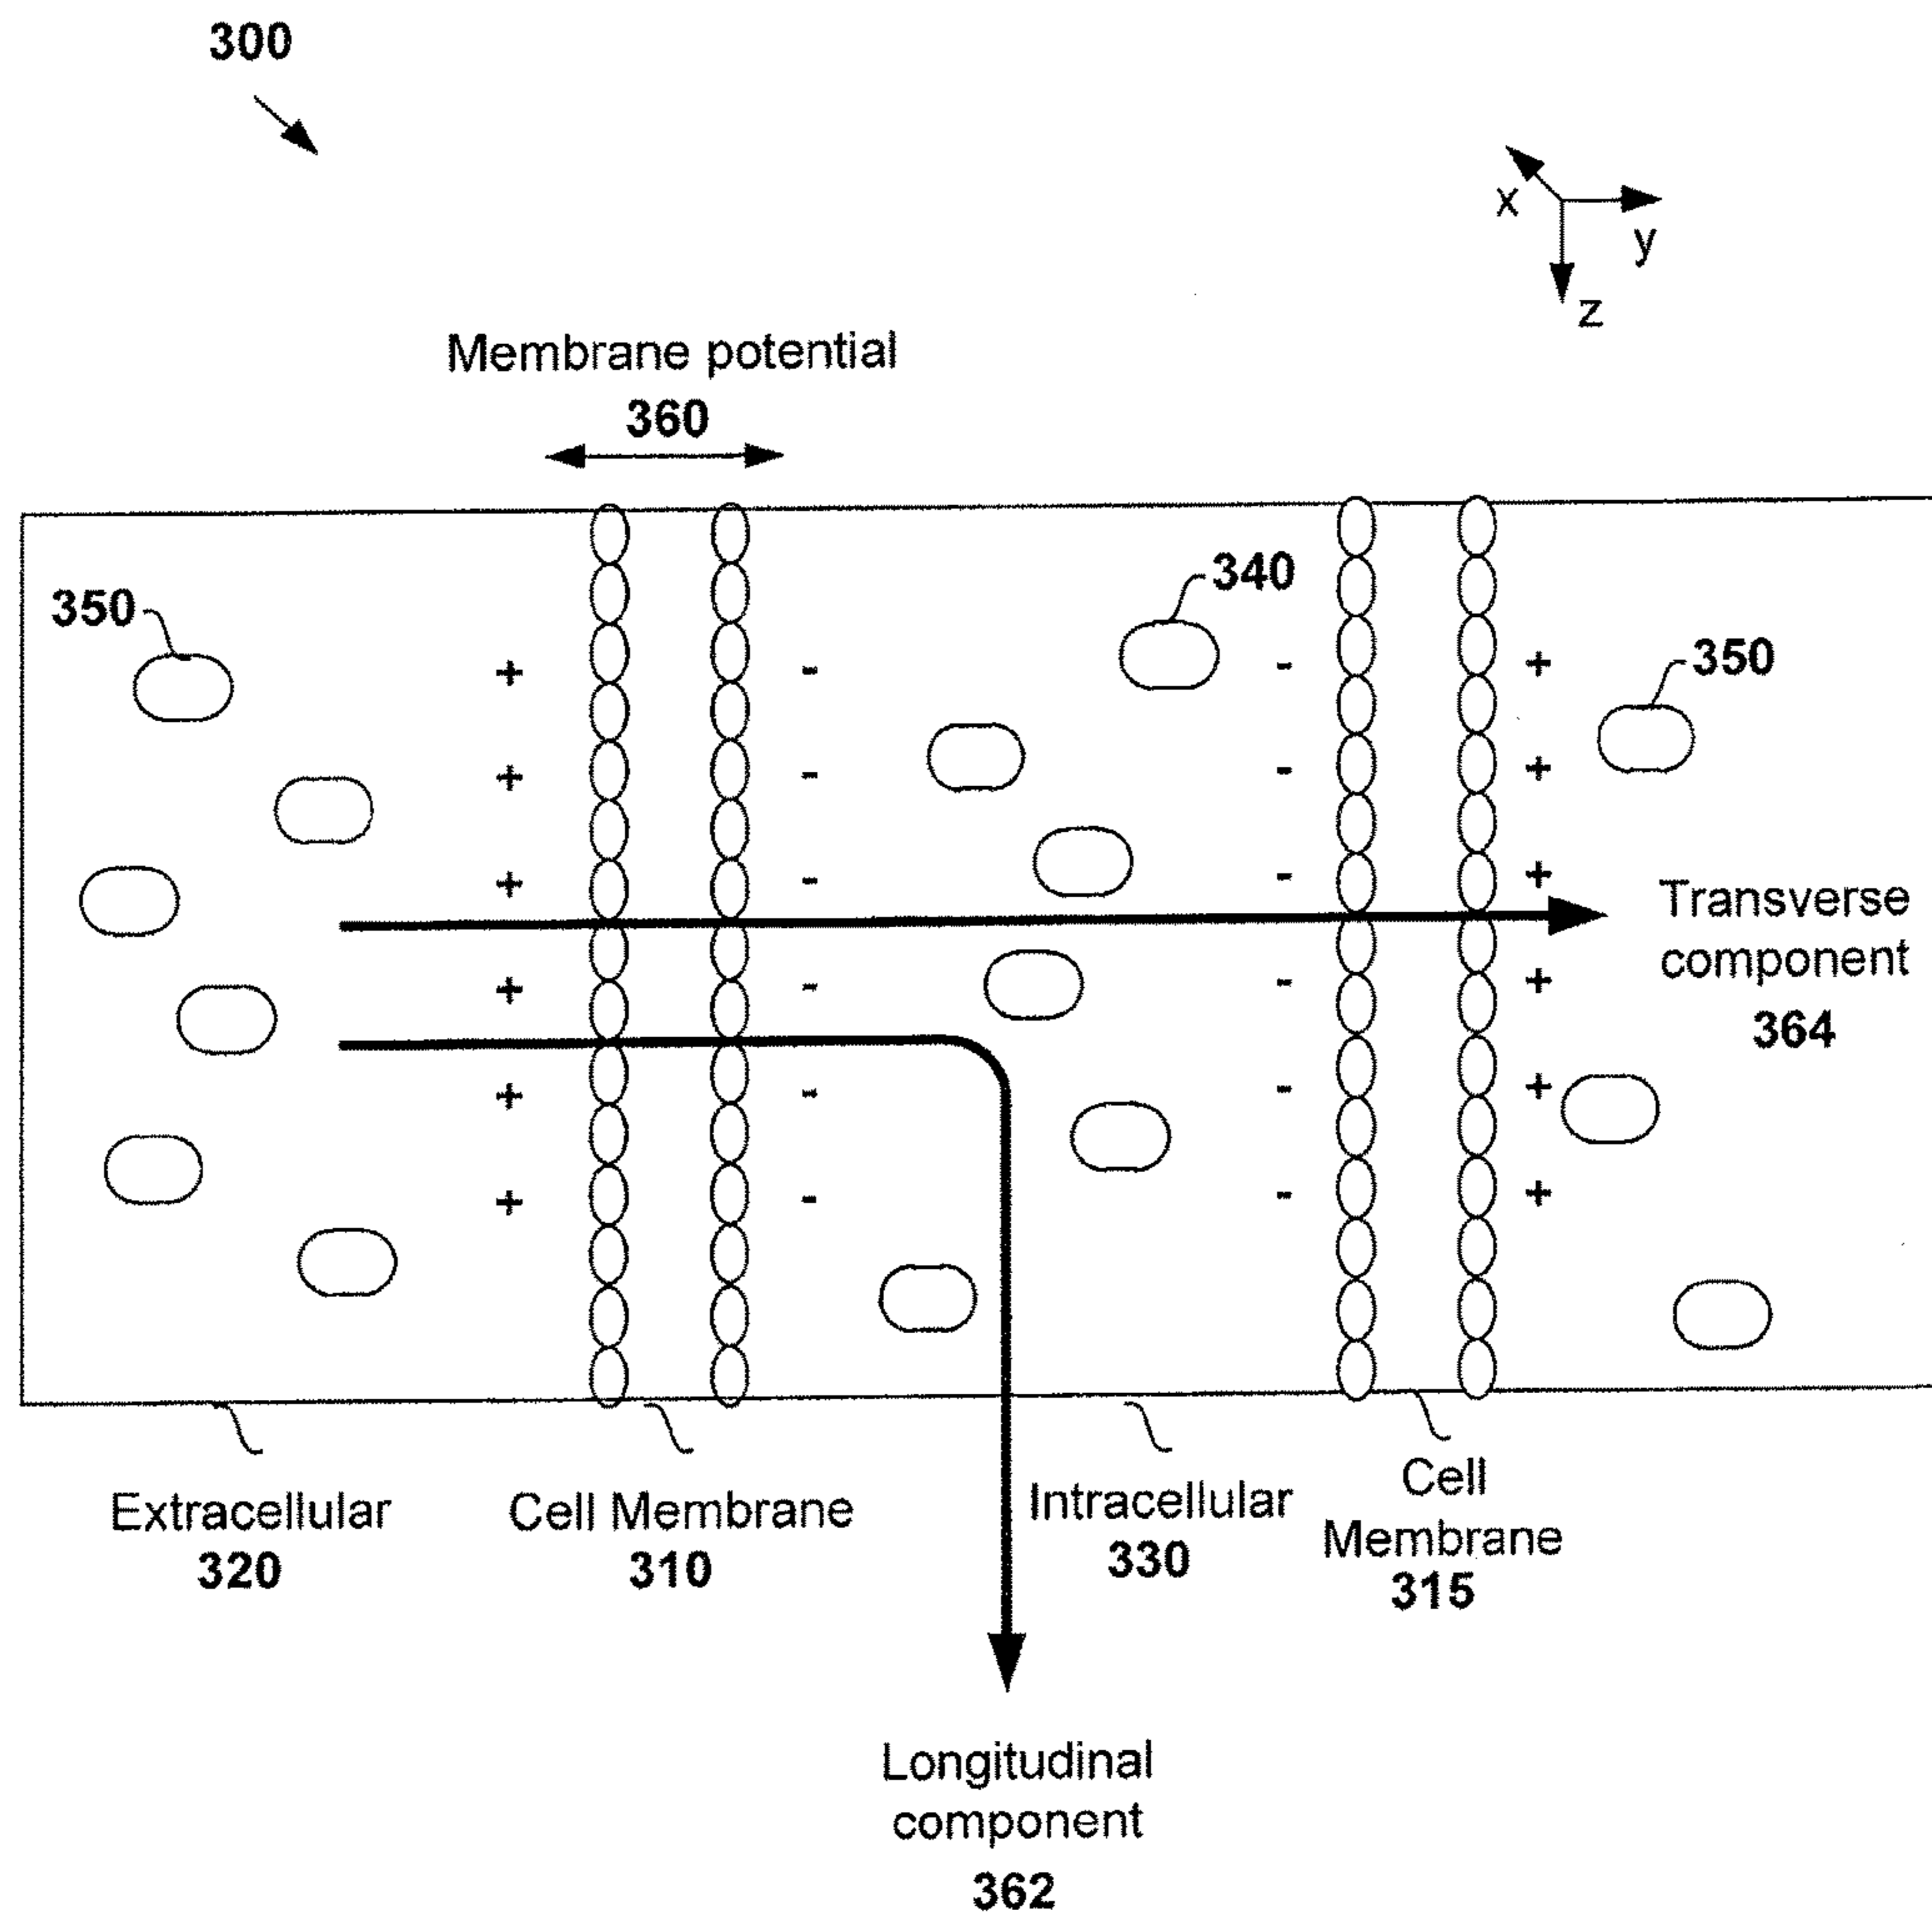 300
x
y
z
Membrane potential
360
350
340
350
+ - - +
+ - - +
+ - - +
+ - - +
+ - - +
+ - - +
Transverse
component
364
Extracellular
320
Cell Membrane
310
Intracellular
330
Cell
Membrane
315
Longitudinal
component
362